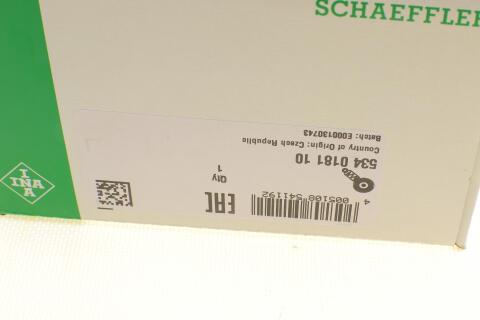 SCHAEFFLER
INA
534 0181 10
Country of Origin: Czech Republic
Batch: E000130743
Qty
1
EAC
4 005108 541192